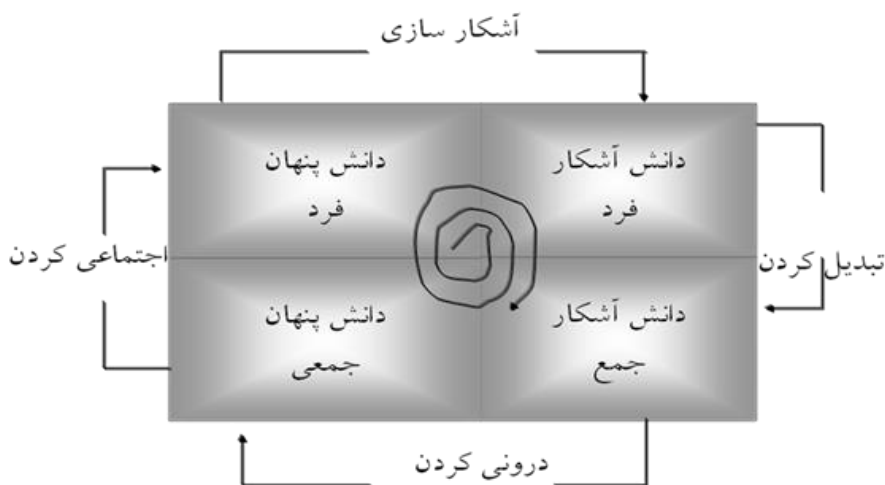 آشکار سازی
دانش آشکار
فرد
دانش پنهان
فرد
تبدیل کردن
اجتماعی کردن
دانش آشکار
جمع
دانش پنهان
جمعی
درونی کردن